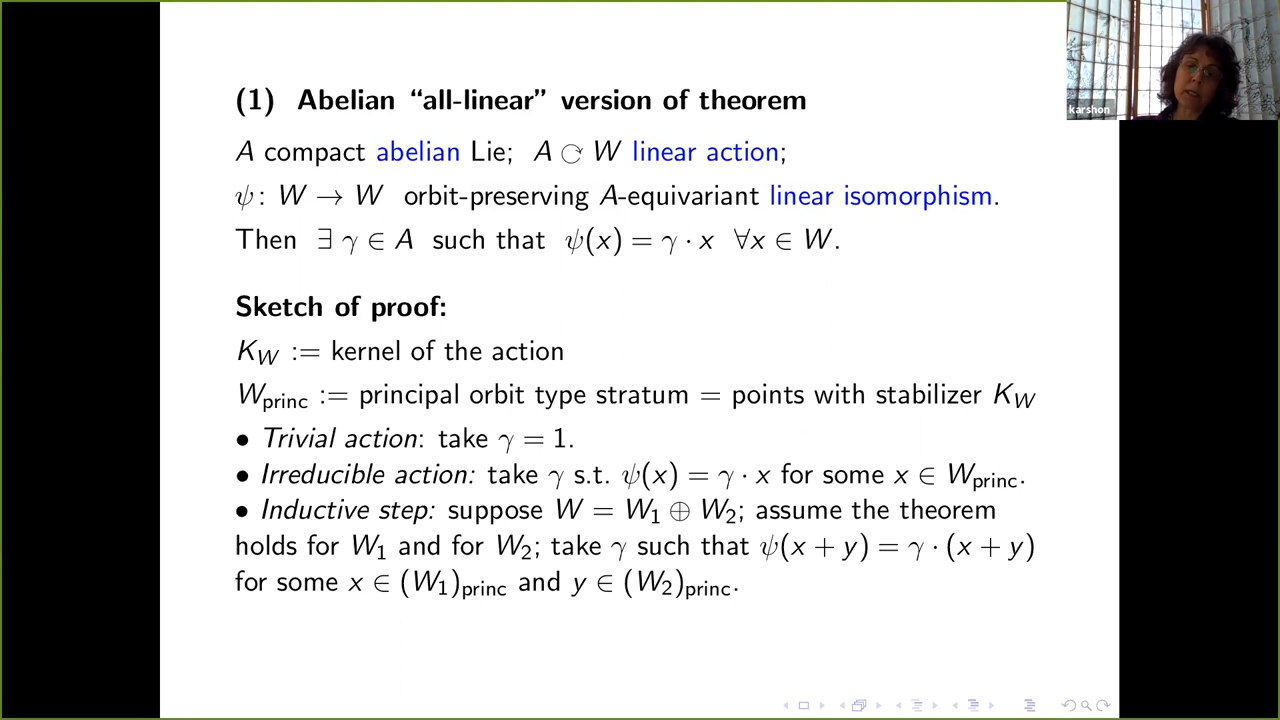 (1) Abelian “all-linear” version of theorem
karshon
A compact abelian Lie; A ⟳ W linear action;
ψ: W → W orbit-preserving A-equivariant linear isomorphism.
Then ∃ γ ∈ A such that ψ(x) = γ · x ∀x ∈ W.
Sketch of proof:
K_W := kernel of the action
W_princ := principal orbit type stratum = points with stabilizer K_W
• Trivial action: take γ = 1.
• Irreducible action: take γ s.t. ψ(x) = γ · x for some x ∈ W_princ.
• Inductive step: suppose W = W_1 ⊕ W_2; assume the theorem
holds for W_1 and for W_2; take γ such that ψ(x + y) = γ · (x + y)
for some x ∈ (W_1)_princ and y ∈ (W_2)_princ.